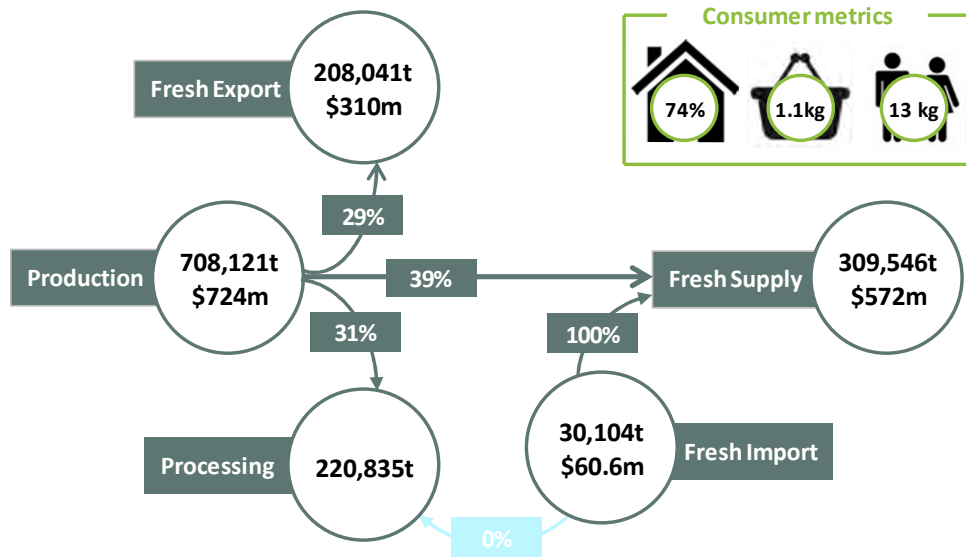 Consumer metrics
74%
1.1kg
13 kg
Fresh Export
208,041t
$310m
29%
Production
708,121t
$724m
39%
Fresh Supply
309,546t
$572m
31%
100%
Processing
220,835t
30,104t
$60.6m
Fresh Import
0%